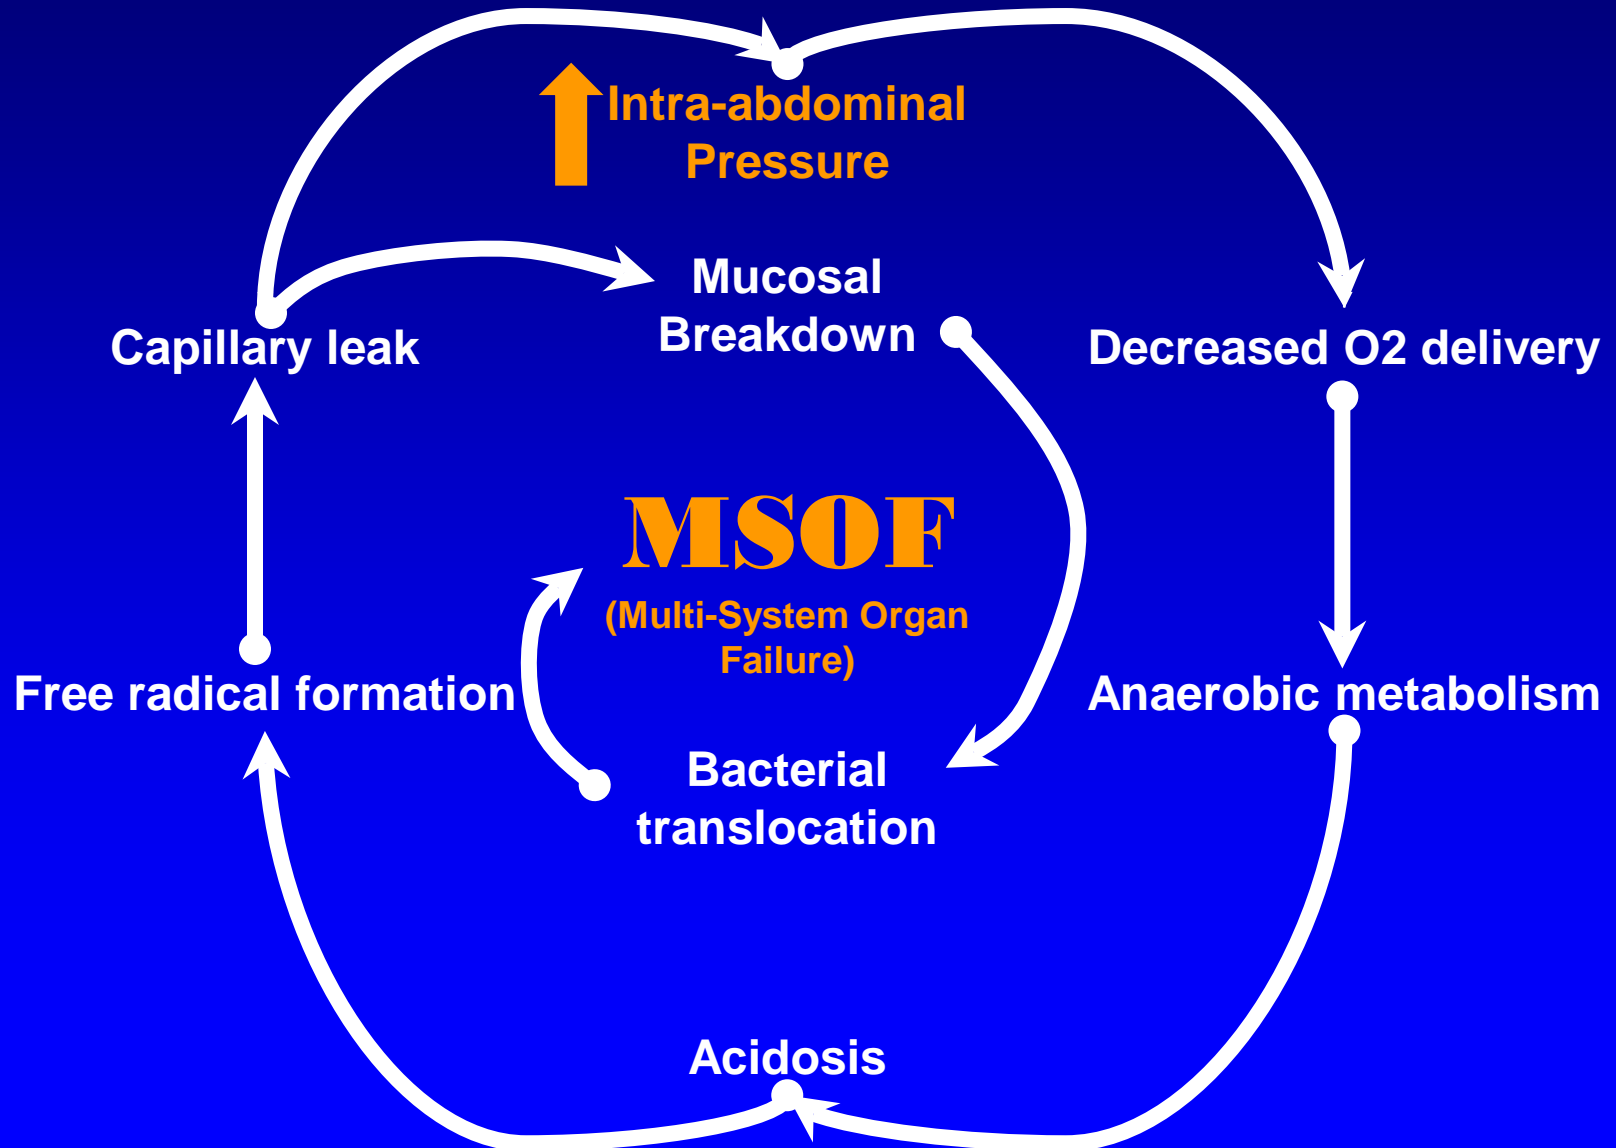 Intra-abdominal
Pressure
Mucosal
Breakdown
Capillary leak
Decreased O2 delivery
MSOF
(Multi-System Organ
Failure)
Free radical formation
Anaerobic metabolism
Bacterial
translocation
Acidosis